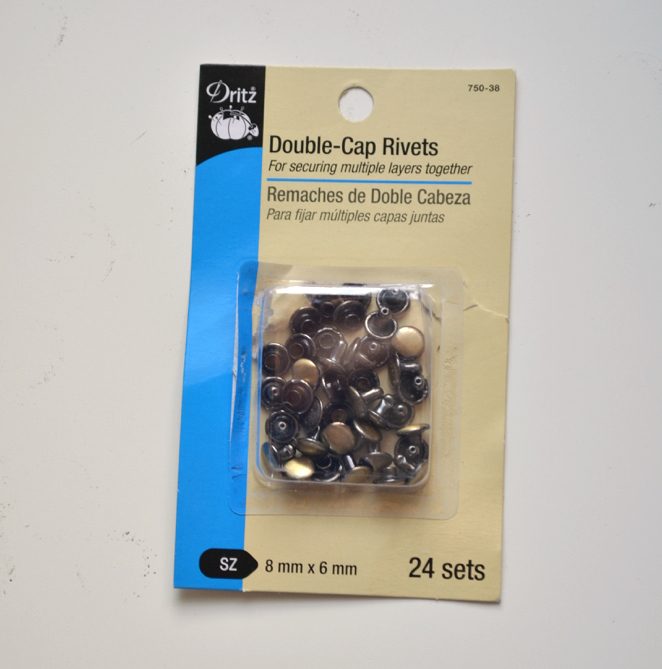 Dritz
®
750-38
Double-Cap Rivets
For securing multiple layers together
Remaches de Doble Cabeza
Para fijar múltiples capas juntas
SZ
8 mm x 6 mm
24 sets